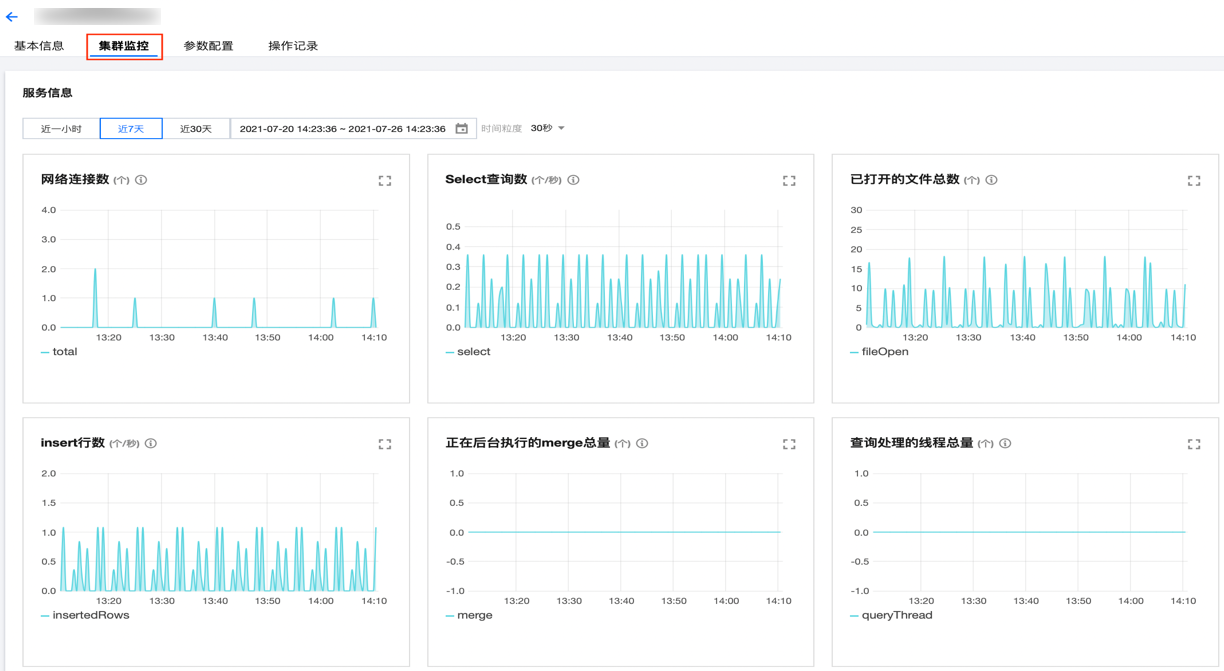 基本信息 集群监控 参数配置 操作记录
服务信息
近一小时 近7天 近30天 2021-07-20 14:23:36 ~ 2021-07-26 14:23:36 时间粒度 30秒
网络连接数 (个)
4.0
3.0
2.0
1.0
0.0
13:20 13:30 13:40 13:50 14:00 14:10
total
Select查询数 (个/秒)
0.5
0.4
0.3
0.2
0.1
0.0
13:20 13:30 13:40 13:50 14:00 14:10
select
已打开的文件总数 (个)
30
25
20
15
10
5
0
13:20 13:30 13:40 13:50 14:00 14:10
fileOpen
insert行数 (个/秒)
2.0
1.5
1.0
0.5
0.0
13:20 13:30 13:40 13:50 14:00 14:10
insertedRows
正在后台执行的merge总量 (个)
1.0
0.5
0.0
-0.5
-1.0
13:20 13:30 13:40 13:50 14:00 14:10
merge
查询处理的线程总量 (个)
1.0
0.5
0.0
-0.5
-1.0
13:20 13:30 13:40 13:50 14:00 14:10
queryThread